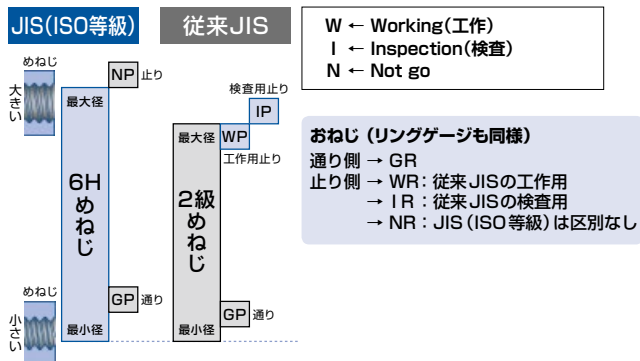 JIS(ISO等級)
従来JIS
W ← Working(工作)
I ← Inspection(検査)
N ← Not go
めねじ
大きい
NP 止り
最大径
6Hめねじ
めねじ
小さい
GP 通り
最小径
検査用止り
IP
最大径
WP
工作用止り
2級めねじ
GP 通り
最小径
おねじ（リングゲージも同様）
通り側 → GR
止り側 → WR：従来JISの工作用
→ IR：従来JISの検査用
→ NR：JIS（ISO等級）は区別なし